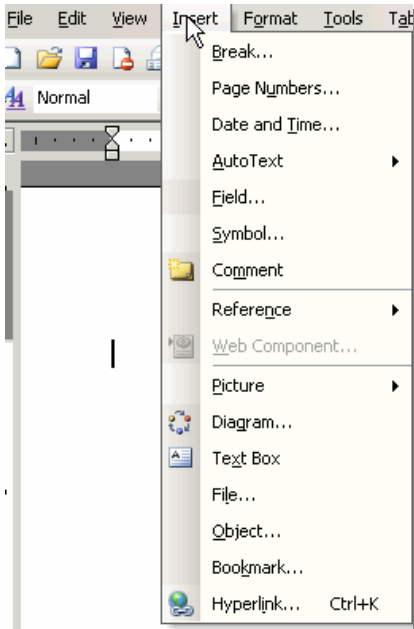 File Edit View Insert Format Tools Tab
Normal
Break...
Page Numbers...
Date and Time...
AutoText
Field...
Symbol...
Comment
Reference
Web Component...
Picture
Diagram...
Text Box
File...
Object...
Bookmark...
Hyperlink... Ctrl+K